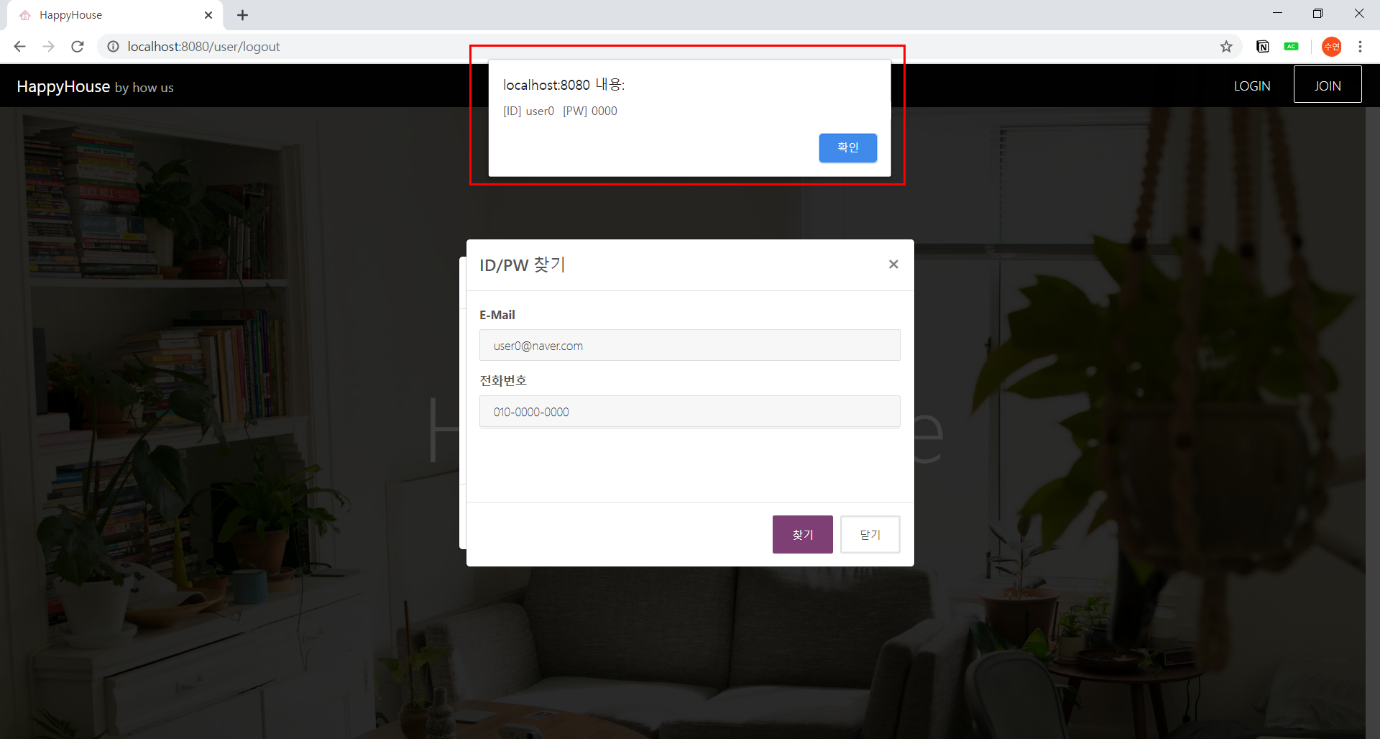 HappyHouse
localhost:8080/user/logout
수연
HappyHouse by how us
LOGIN
JOIN
localhost:8080 내용:
[ID] user0 [PW] 0000
확인
ID/PW 찾기
E-Mail
user0@naver.com
전화번호
010-0000-0000
찾기
닫기